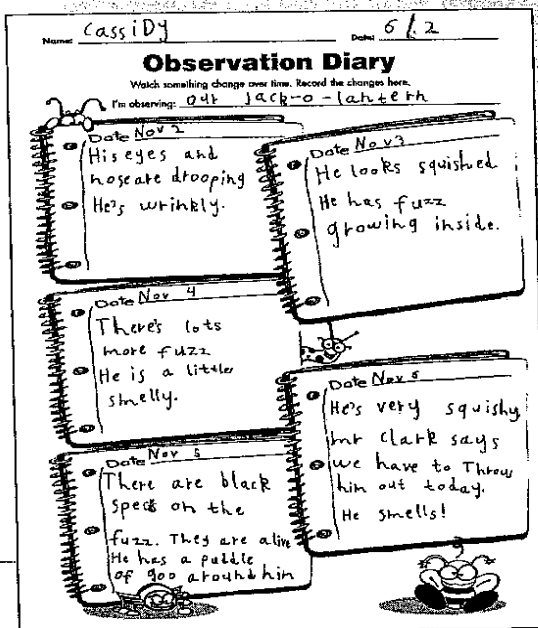 Name: Cassidy
Date: 6/2
Observation Diary
Watch something change over time. Record the changes here.
I'm observing: our jack-o-lantern
Date Nov 2
His eyes and
nose are drooping
He's wrinkly.
Date Nov 3
He looks squished
He has fuzz
growing inside.
Date Nov 4
There's lots
more fuzz
He is a little
smelly.
Date Nov 5
There are black
specks on the
fuzz. They are alive
He has a puddle
of goo around him
Date Nov
He's very squishy
mr clark says
we have to Throw
him out today.
He smells!